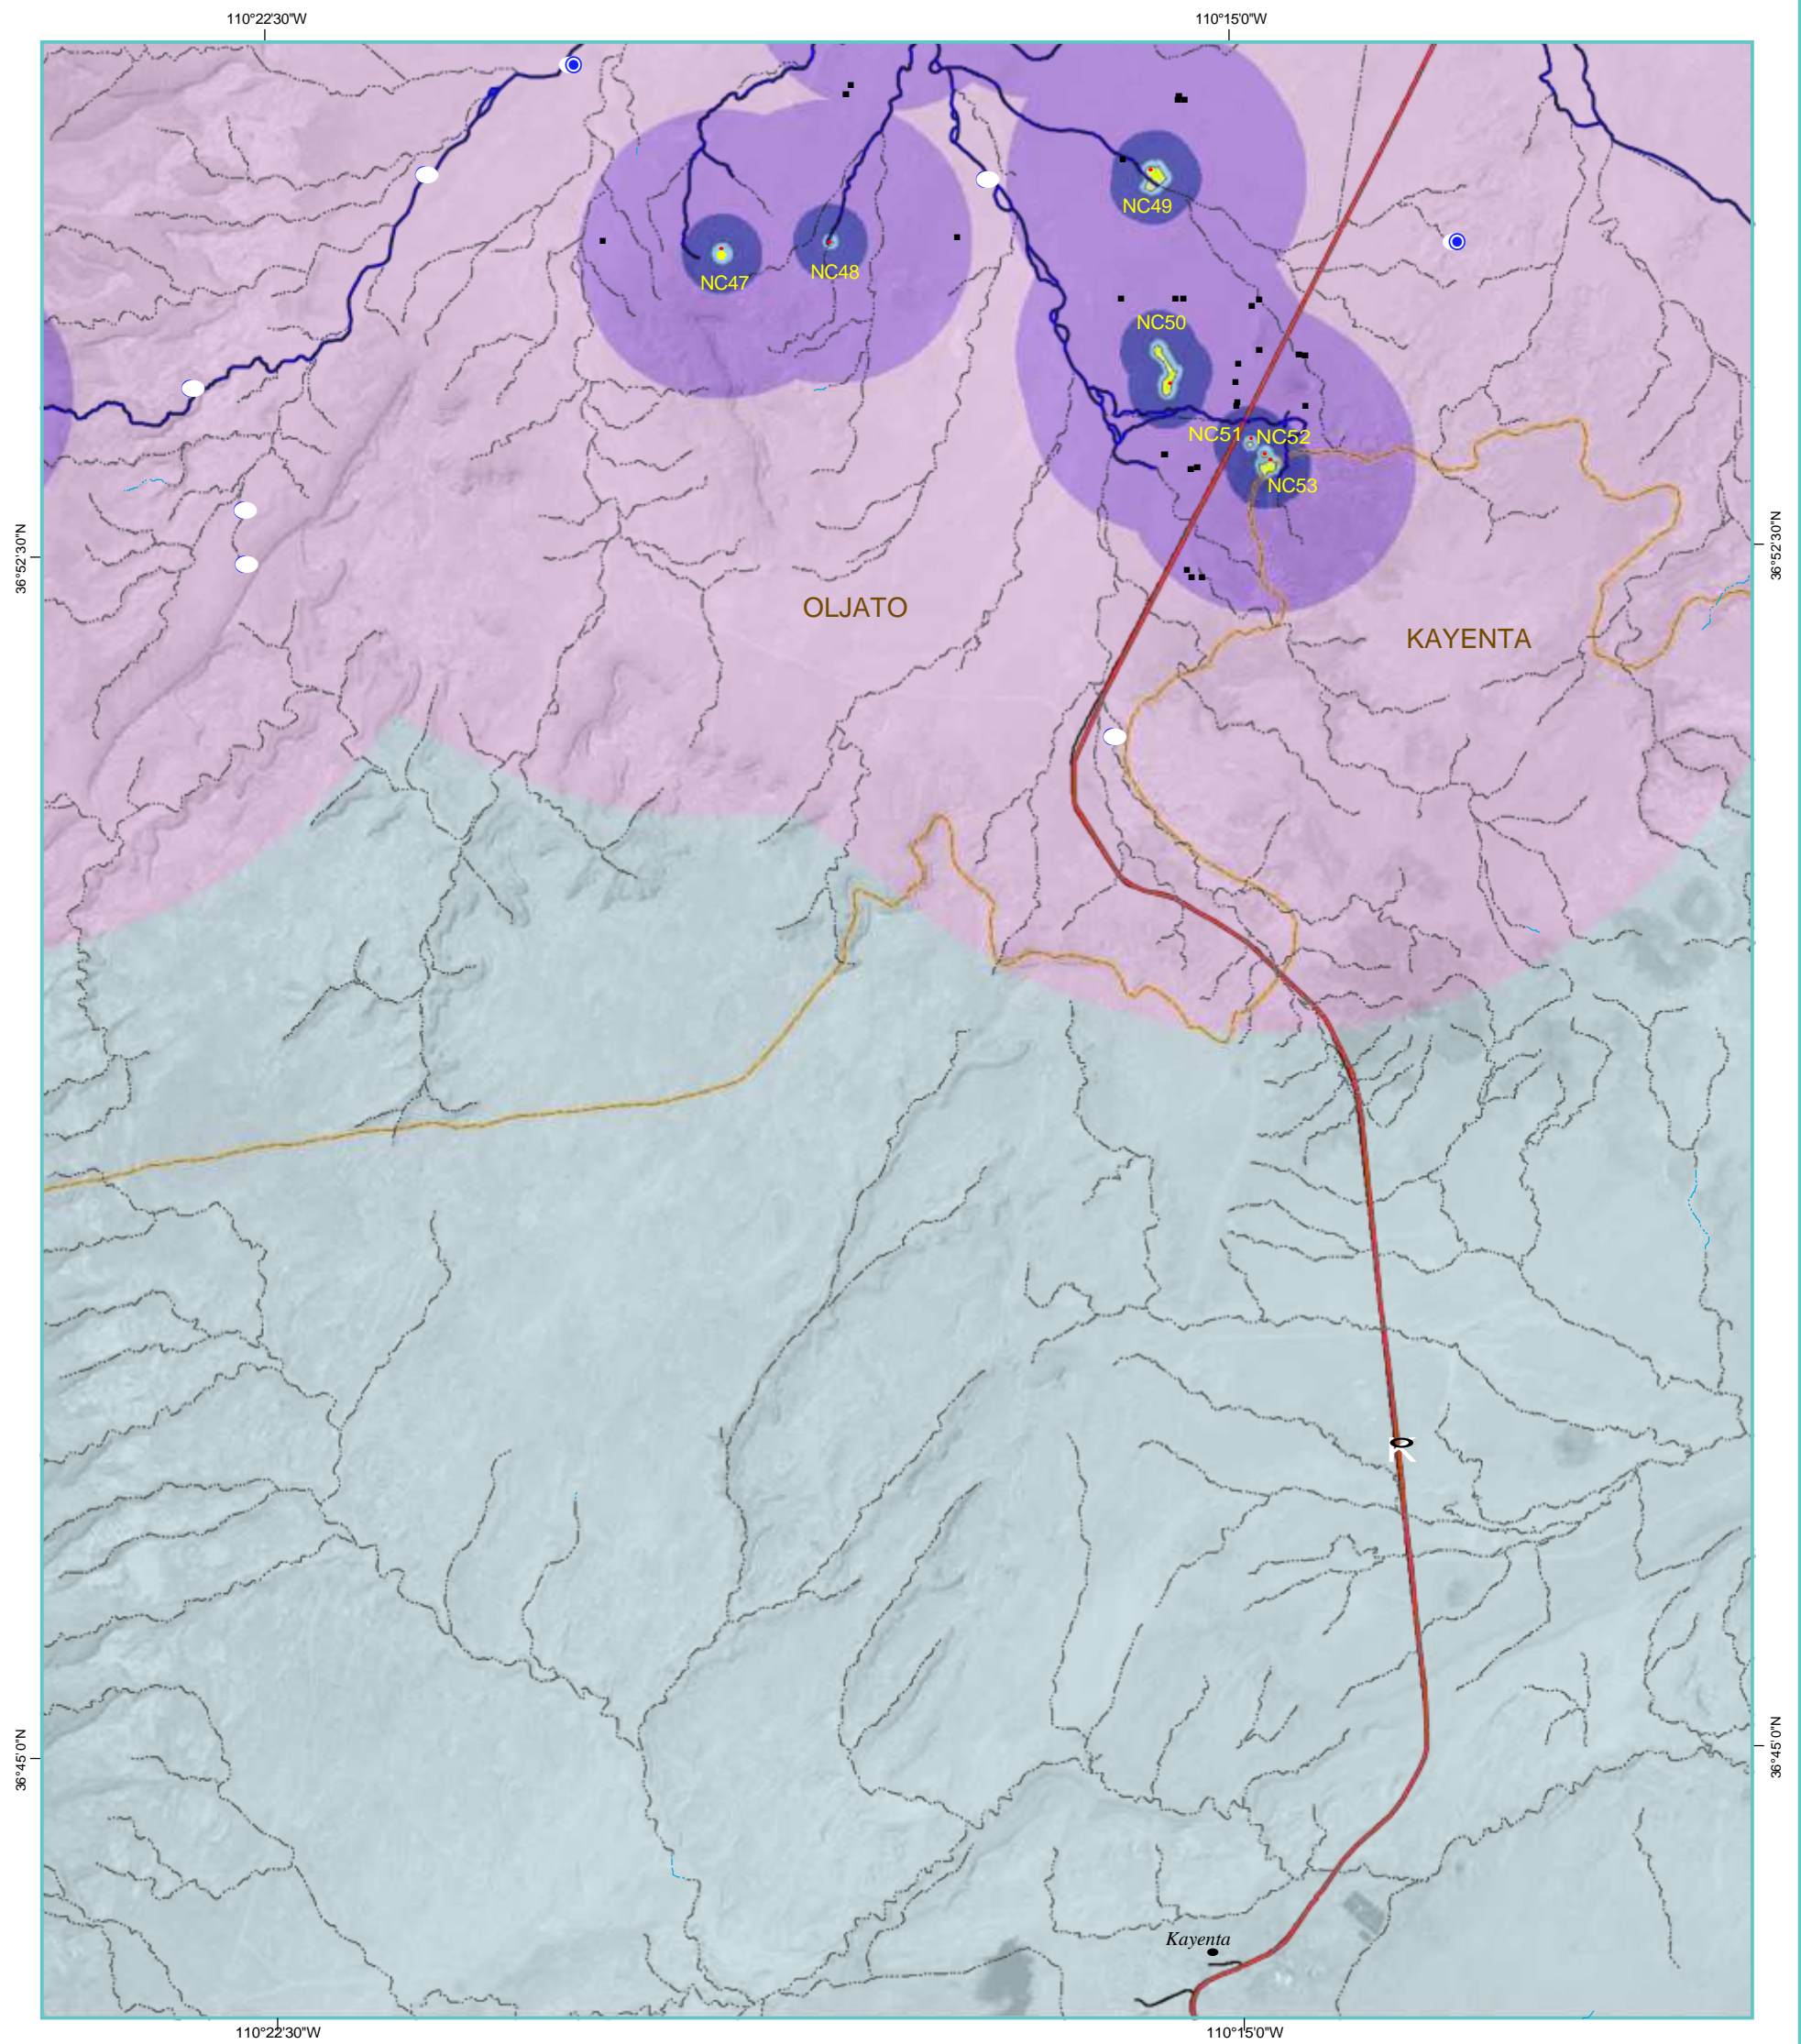 110°22'30"W
110°15'0"W
NC49
NC47
NC48
NC50
NC51
NC52
NC53
36°52'30"N
36°52'30"N
OLJATO
KAYENTA
K
36°45'0"N
36°45'0"N
Kayenta
110°22'30"W
110°15'0"W